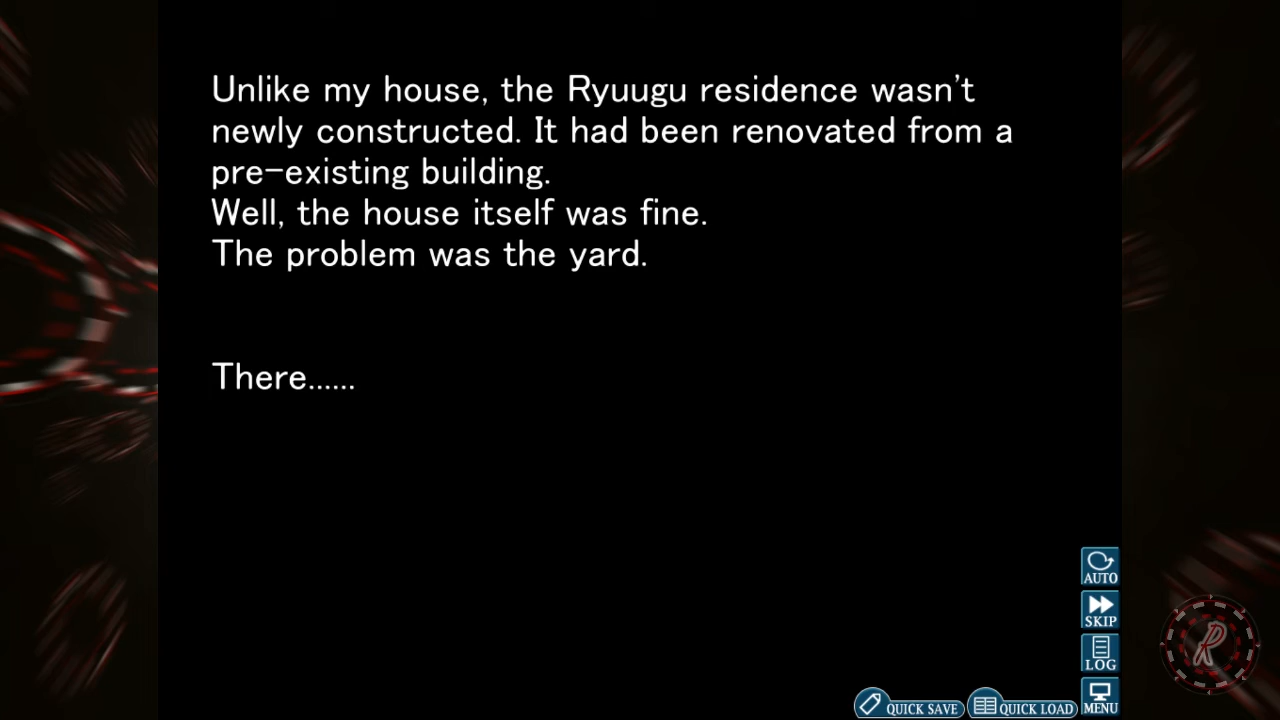 Unlike my house, the Ryuugu residence wasn't
newly constructed. It had been renovated from a
pre-existing building.
Well, the house itself was fine.
The problem was the yard.
There......
AUTO
SKIP
LOG
MENU
QUICK SAVE
QUICK LOAD
R